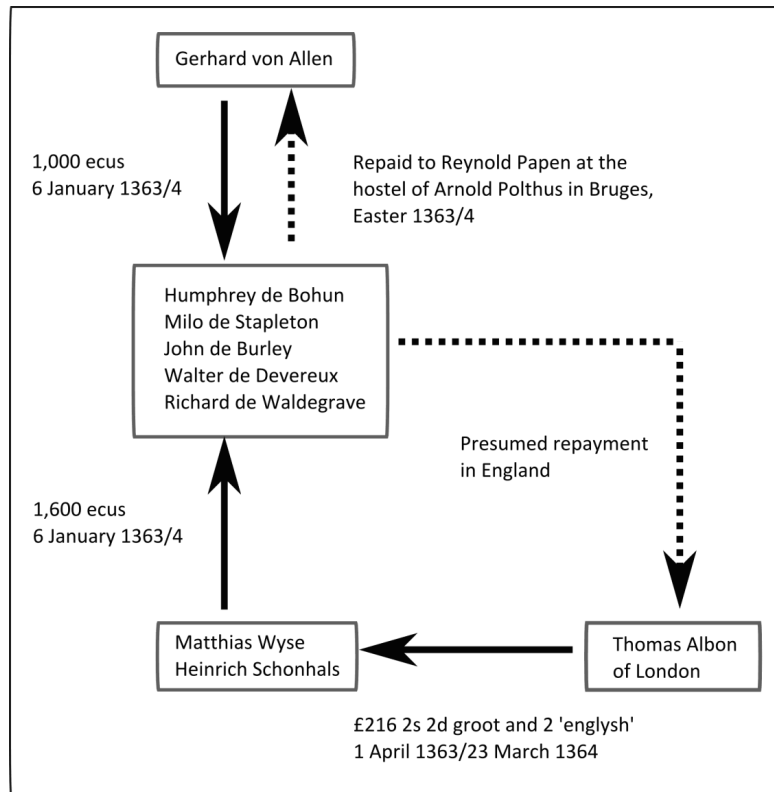 Gerhard von Allen
1,000 ecus
6 January 1363/4
Repaid to Reynold Papen at the
hostel of Arnold Polthus in Bruges,
Easter 1363/4
Humphrey de Bohun
Milo de Stapleton
John de Burley
Walter de Devereux
Richard de Waldegrave
Presumed repayment
in England
1,600 ecus
6 January 1363/4
Matthias Wyse
Heinrich Schonhals
Thomas Albon
of London
£216 2s 2d groot and 2 'englysh'
1 April 1363/23 March 1364